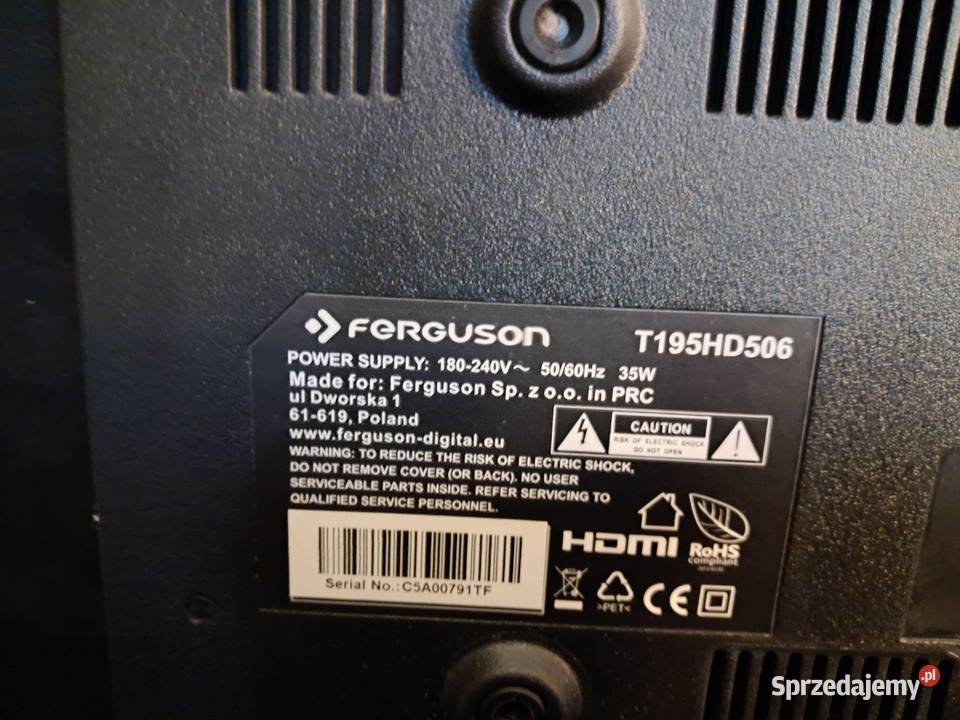 FERGUSON
T195HD506
POWER SUPPLY: 180-240V～ 50/60Hz 35W
Made for: Ferguson Sp. z o.o. in PRC
ul Dworska 1
61-619, Poland
www.ferguson-digital.eu
CAUTION
RISK OF ELECTRIC SHOCK
DO NOT OPEN
WARNING: TO REDUCE THE RISK OF ELECTRIC SHOCK,
DO NOT REMOVE COVER (OR BACK). NO USER
SERVICEABLE PARTS INSIDE. REFER SERVICING TO
QUALIFIED SERVICE PERSONNEL.
HDMI
RoHS
compliant
Serial No.:C5A00791TF
>PET<
CE
Sprzedajemy.pl